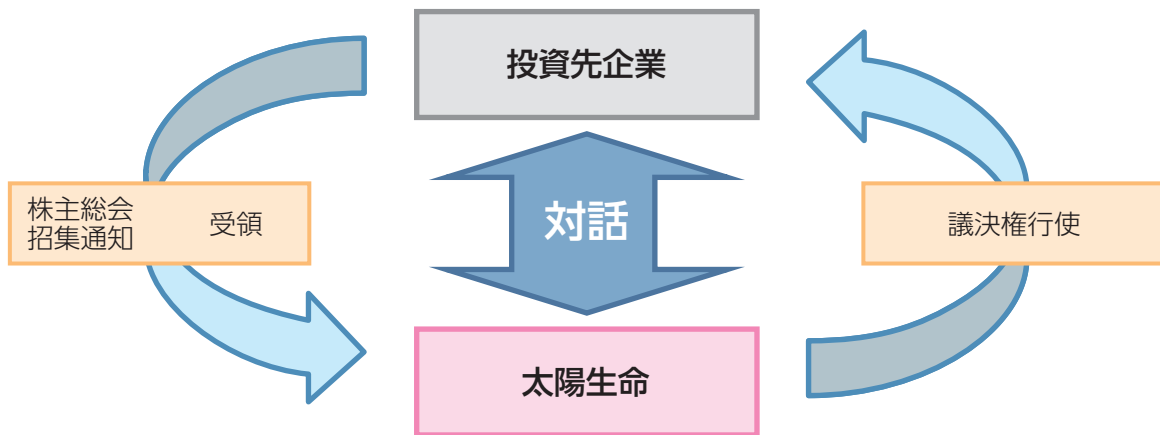 投資先企業
株主総会
招集通知
受領
対話
議決権行使
太陽生命